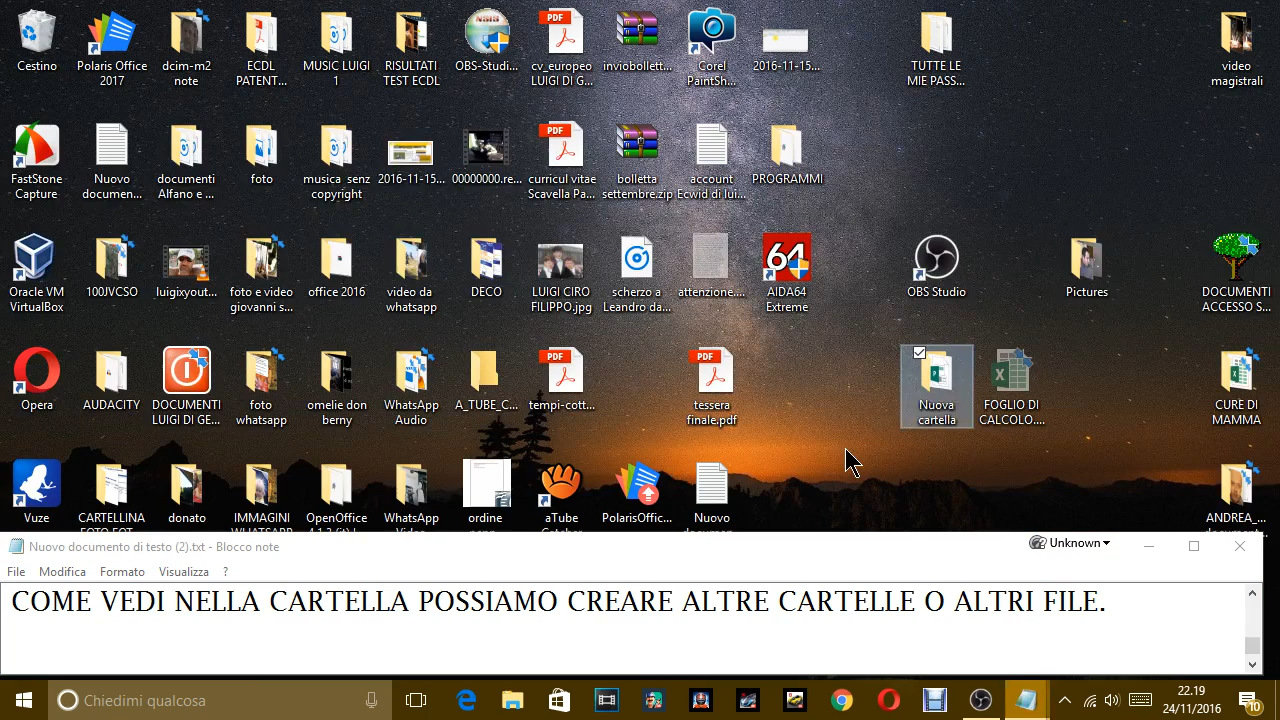 Cestino
Polaris Office
2017
dcim-m2
note
ECDL
PATENT...
MUSIC LUIGI
1
RISULTATI
TEST ECDL
NSIS
OBS-Studi...
PDF
cv_europeo
LUIGI DI G...
inviobollett...
Corel
PaintSh...
2016-11-15...
TUTTE LE
MIE PASS...
video
magistrali
FastStone
Capture
Nuovo
documen...
documenti
Alfano e ...
foto
musica senz
copyright
2016-11-15...
00000000.re...
PDF
curricul vitae
Scavella Pa...
bolletta
settembre.zip
account
Ecwid di lui...
PROGRAMMI
Oracle VM
VirtualBox
100JVCSO
luigixyout...
foto e video
giovanni s...
office 2016
video da
whatsapp
DECO
LUIGI CIRO
FILIPPO.jpg
scherzo a
Leandro da...
attenzione....
64
AIDA64
Extreme
OBS Studio
Pictures
DOCUMENTI
ACCESSO S...
Opera
AUDACITY
DOCUMENTI
LUIGI DI GE...
foto
whatsapp
omelie don
berny
WhatsApp
Audio
A_TUBE_C...
PDF
tempi-cott...
PDF
tessera
finale.pdf
Nuova
cartella
FOGLIO DI
CALCOLO....
CURE DI
MAMMA
Vuze
CARTELLINA
donato
IMMAGINI
OpenOffice
WhatsApp
ordine
aTube
PolarisOffic...
Nuovo
ANDREA_...
Nuovo documento di testo (2).txt - Blocco note
Unknown
File Modifica Formato Visualizza ?
COME VEDI NELLA CARTELLA POSSIAMO CREARE ALTRE CARTELLE O ALTRI FILE.
Chiedimi qualcosa
22.19
24/11/2016
10